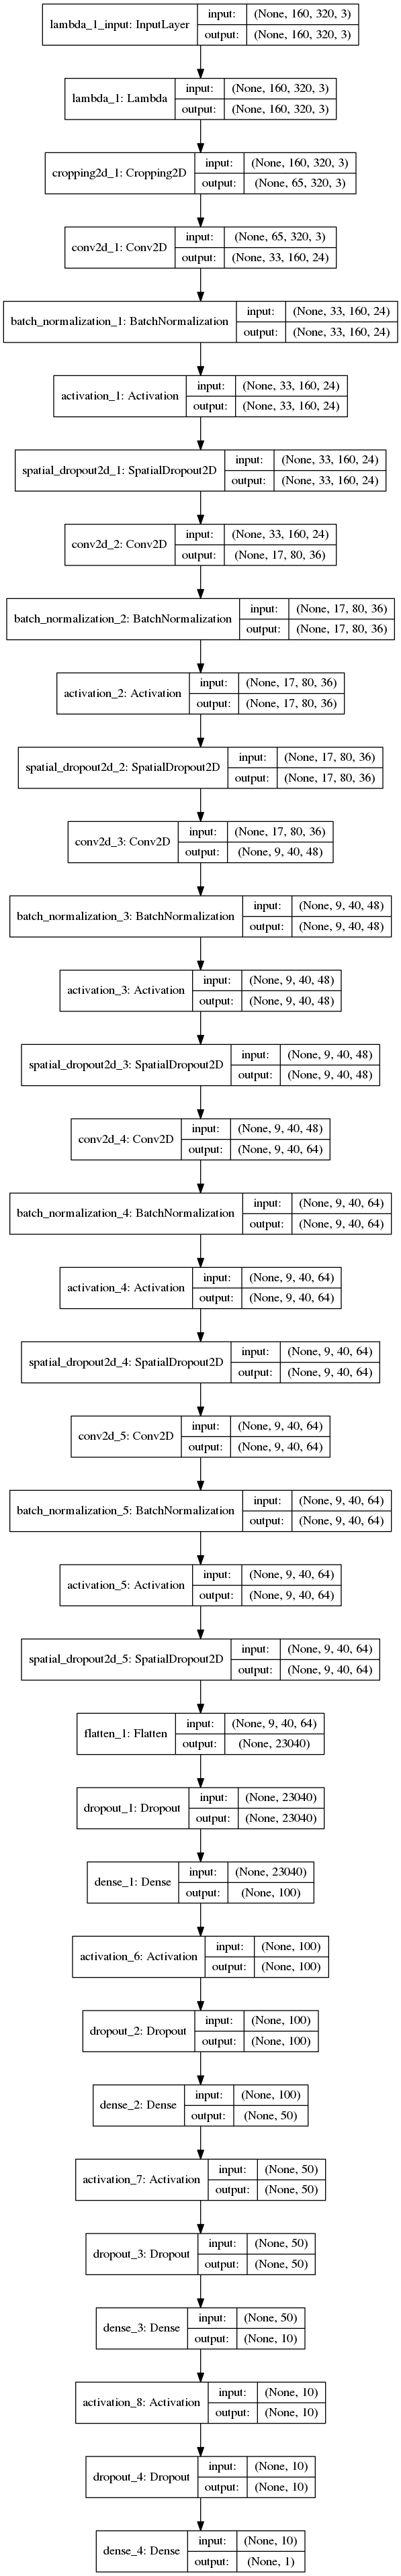 lambda_1_input: InputLayer
input: (None, 160, 320, 3)
output: (None, 160, 320, 3)
lambda_1: Lambda
input: (None, 160, 320, 3)
output: (None, 160, 320, 3)
cropping2d_1: Cropping2D
input: (None, 160, 320, 3)
output: (None, 65, 320, 3)
conv2d_1: Conv2D
input: (None, 65, 320, 3)
output: (None, 33, 160, 24)
batch_normalization_1: BatchNormalization
input: (None, 33, 160, 24)
output: (None, 33, 160, 24)
activation_1: Activation
input: (None, 33, 160, 24)
output: (None, 33, 160, 24)
spatial_dropout2d_1: SpatialDropout2D
input: (None, 33, 160, 24)
output: (None, 33, 160, 24)
conv2d_2: Conv2D
input: (None, 33, 160, 24)
output: (None, 17, 80, 36)
batch_normalization_2: BatchNormalization
input: (None, 17, 80, 36)
output: (None, 17, 80, 36)
activation_2: Activation
input: (None, 17, 80, 36)
output: (None, 17, 80, 36)
spatial_dropout2d_2: SpatialDropout2D
input: (None, 17, 80, 36)
output: (None, 17, 80, 36)
conv2d_3: Conv2D
input: (None, 17, 80, 36)
output: (None, 9, 40, 48)
batch_normalization_3: BatchNormalization
input: (None, 9, 40, 48)
output: (None, 9, 40, 48)
activation_3: Activation
input: (None, 9, 40, 48)
output: (None, 9, 40, 48)
spatial_dropout2d_3: SpatialDropout2D
input: (None, 9, 40, 48)
output: (None, 9, 40, 48)
conv2d_4: Conv2D
input: (None, 9, 40, 48)
output: (None, 9, 40, 64)
batch_normalization_4: BatchNormalization
input: (None, 9, 40, 64)
output: (None, 9, 40, 64)
activation_4: Activation
input: (None, 9, 40, 64)
output: (None, 9, 40, 64)
spatial_dropout2d_4: SpatialDropout2D
input: (None, 9, 40, 64)
output: (None, 9, 40, 64)
conv2d_5: Conv2D
input: (None, 9, 40, 64)
output: (None, 9, 40, 64)
batch_normalization_5: BatchNormalization
input: (None, 9, 40, 64)
output: (None, 9, 40, 64)
activation_5: Activation
input: (None, 9, 40, 64)
output: (None, 9, 40, 64)
spatial_dropout2d_5: SpatialDropout2D
input: (None, 9, 40, 64)
output: (None, 9, 40, 64)
flatten_1: Flatten
input: (None, 9, 40, 64)
output: (None, 23040)
dropout_1: Dropout
input: (None, 23040)
output: (None, 23040)
dense_1: Dense
input: (None, 23040)
output: (None, 100)
activation_6: Activation
input: (None, 100)
output: (None, 100)
dropout_2: Dropout
input: (None, 100)
output: (None, 100)
dense_2: Dense
input: (None, 100)
output: (None, 50)
activation_7: Activation
input: (None, 50)
output: (None, 50)
dropout_3: Dropout
input: (None, 50)
output: (None, 50)
dense_3: Dense
input: (None, 50)
output: (None, 10)
activation_8: Activation
input: (None, 10)
output: (None, 10)
dropout_4: Dropout
input: (None, 10)
output: (None, 10)
dense_4: Dense
input: (None, 10)
output: (None, 1)